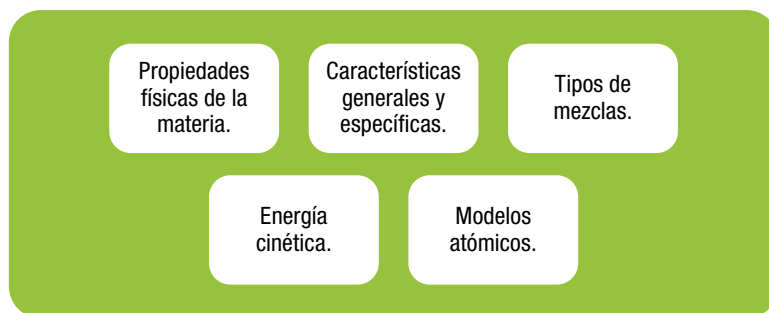 Propiedades
físicas de la
materia.
Características
generales y
específicas.
Tipos de
mezclas.
Energía
cinética.
Modelos
atómicos.